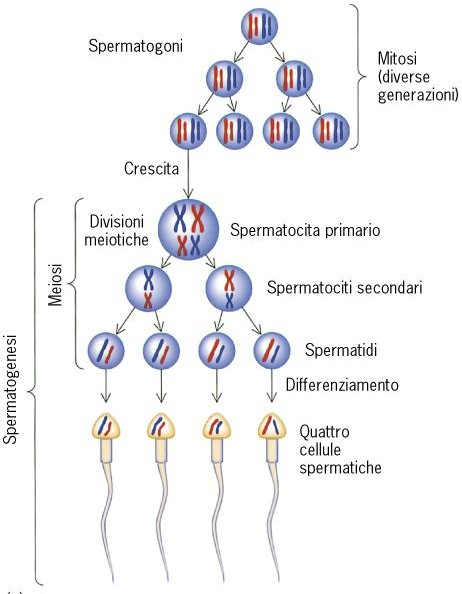 Spermatogoni
Mitosi
(diverse
generazioni)
Crescita
Divisioni
meiotiche
Spermatocita primario
Meiosi
Spermatociti secondari
Spermatidi
Spermatogenesi
Differenziamento
Quattro
cellule
spermatiche